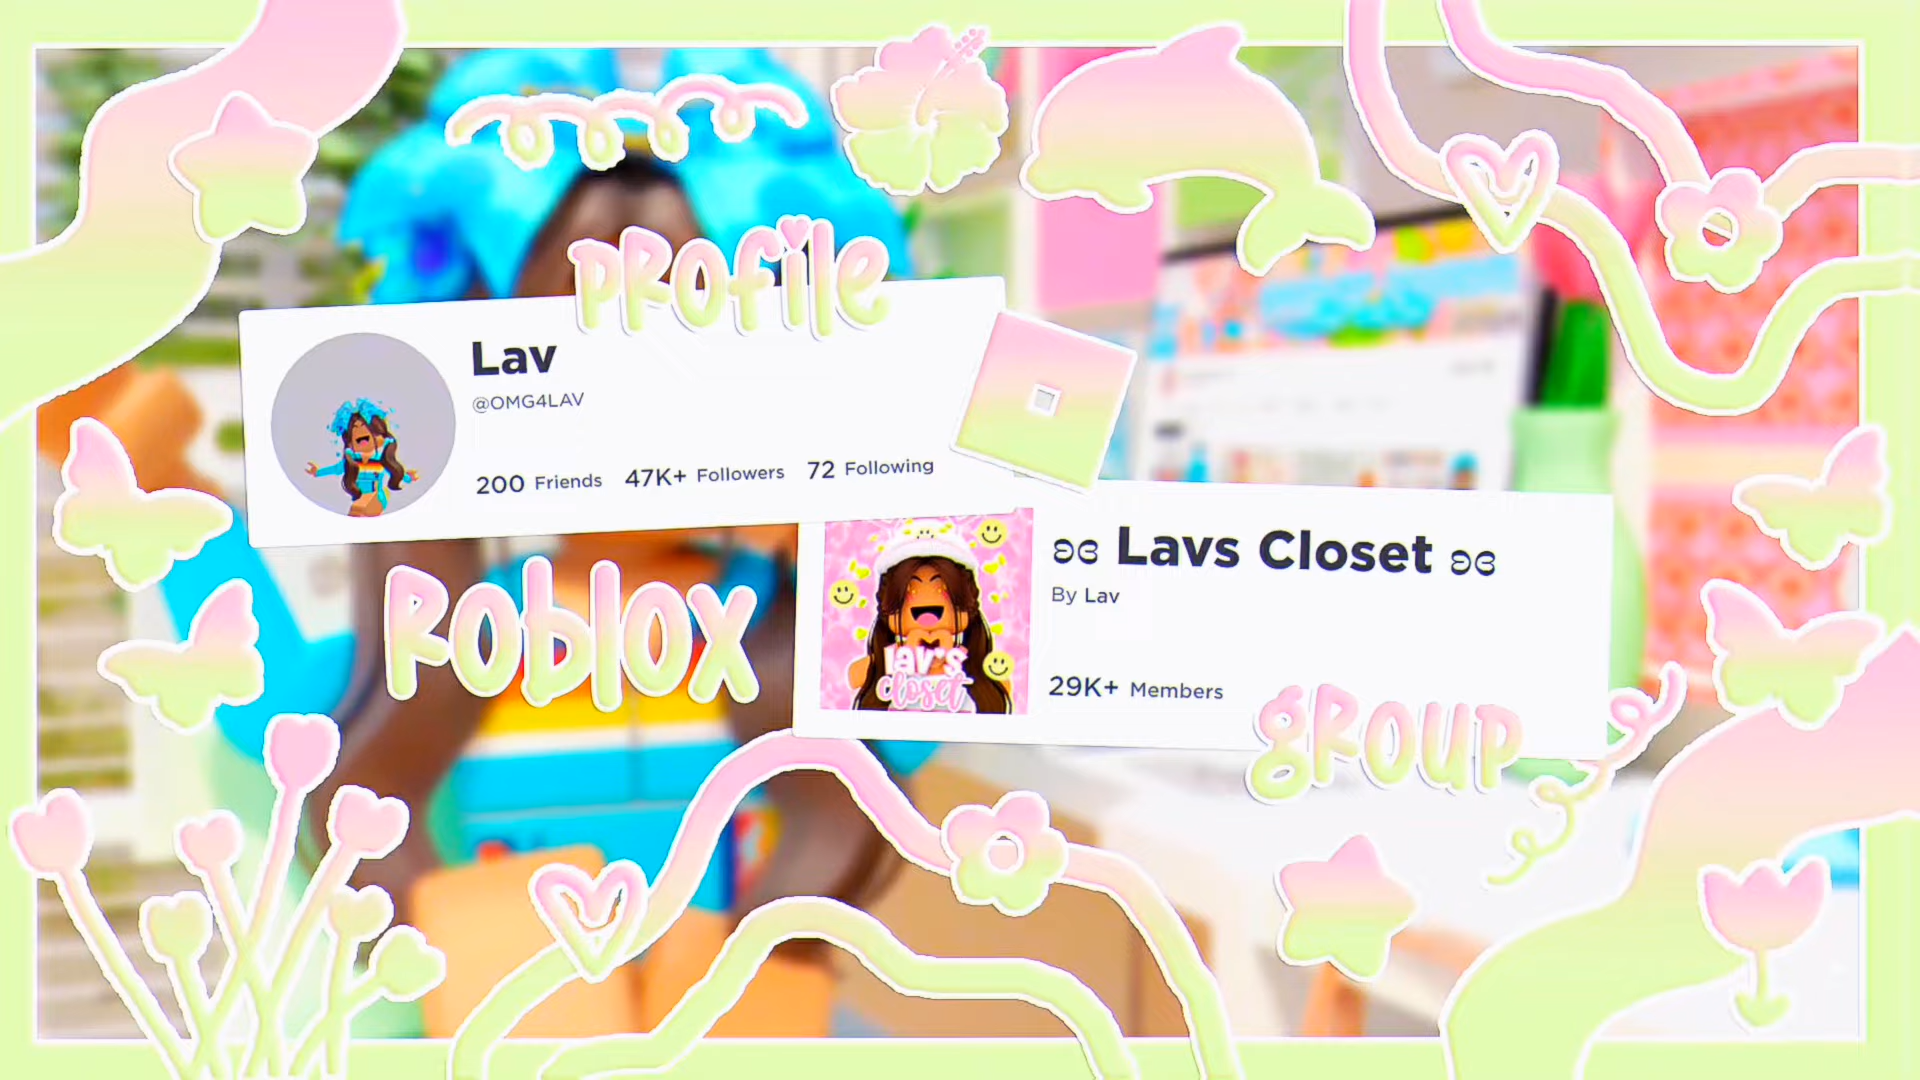 PROfile
Lav
@OMG4LAV
200 Friends 47K+ Followers 72 Following
ROblOX
ʚɞ Lavs Closet ʚɞ
By Lav
lav's
closet
29K+ Members
gROUP